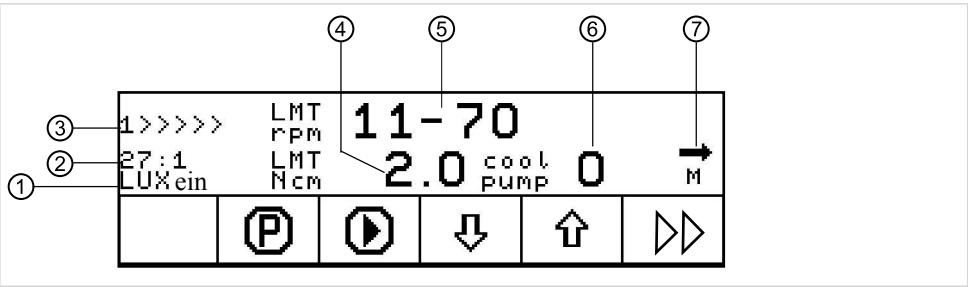 ④ ⑤ ⑥ ⑦
③ 1>>>>> LMT rpm 11-70
② 27:1 LMT Ncm 2.0 cool pump 0 M
① LUX ein
P